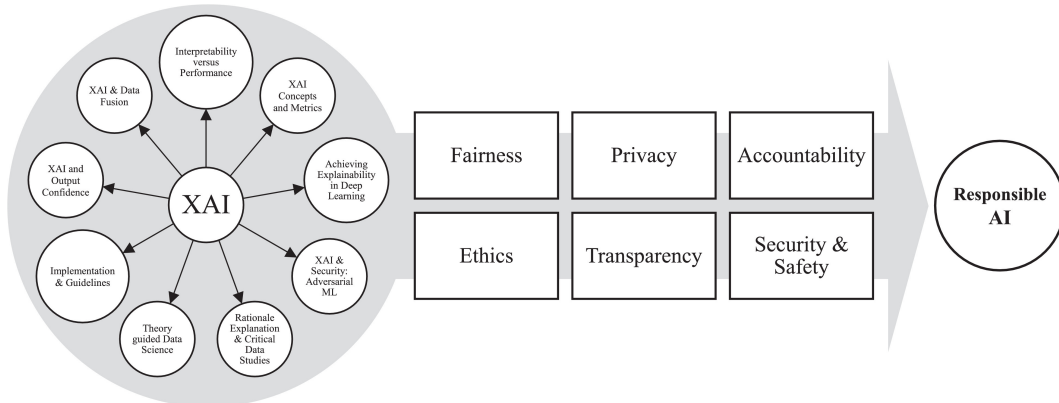 Interpretability
versus
Performance
XAI & Data
Fusion
XAI
Concepts
and Metrics
XAI and
Output
Confidence
Achieving
Explainability
in Deep
Learning
XAI
Implementation
& Guidelines
XAI &
Security:
Adversarial
ML
Theory
guided Data
Science
Rationale
Explanation
& Critical
Data
Studies
Fairness
Privacy
Accountability
Ethics
Transparency
Security &
Safety
Responsible
AI